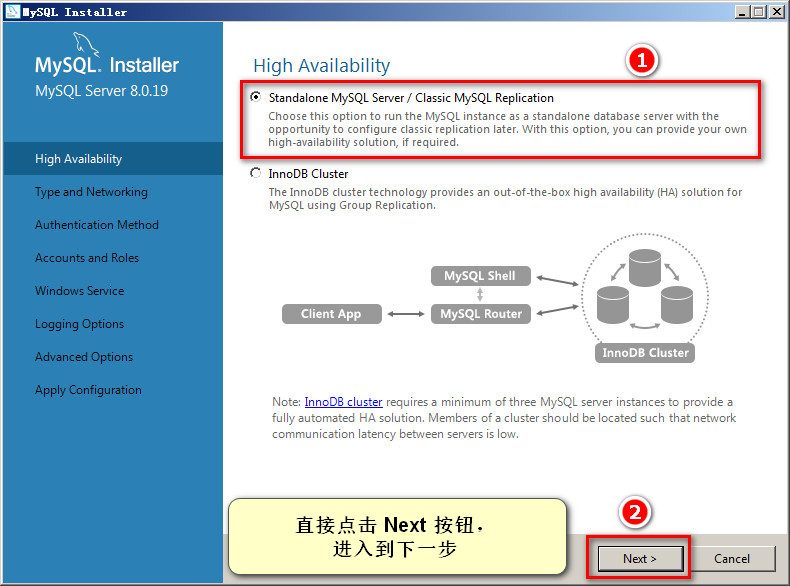 MySQL Installer
MySQL. Installer
MySQL Server 8.0.19
High Availability
Type and Networking
Authentication Method
Accounts and Roles
Windows Service
Logging Options
Advanced Options
Apply Configuration
High Availability
1
Standalone MySQL Server / Classic MySQL Replication
Choose this option to run the MySQL instance as a standalone database server with the
opportunity to configure classic replication later. With this option, you can provide your own
high-availability solution, if required.
InnoDB Cluster
The InnoDB cluster technology provides an out-of-the-box high availability (HA) solution for
MySQL using Group Replication.
MySQL Shell
Client App
MySQL Router
InnoDB Cluster
Note: InnoDB cluster requires a minimum of three MySQL server instances to provide a
fully automated HA solution. Members of a cluster should be located such that network
communication latency between servers is low.
直接点击 Next 按钮，
进入到下一步
2
Next >
Cancel